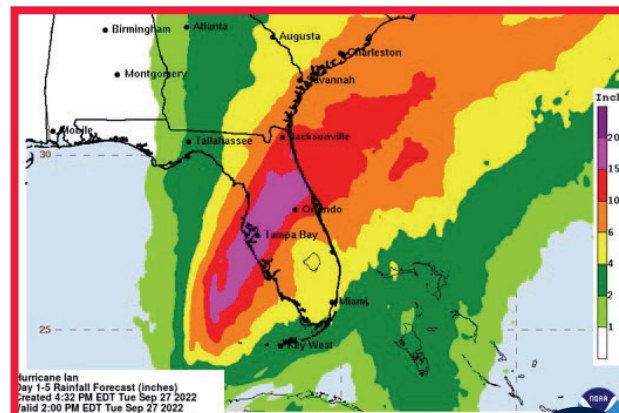 Birmingham
Atlanta
Augusta
Montgomery
Charleston
Savannah
Mobile
Tallahassee
Jacksonville
30
Orlando
Tampa Bay
25
Miami
Key West
Inch
20
15
10
6
4
2
1
Hurricane Ian
Day 1-5 Rainfall Forecast (inches)
Created 4:32 PM EDT Tue Sep 27 2022
Valid 2:00 PM EDT Tue Sep 27 2022
NOAA